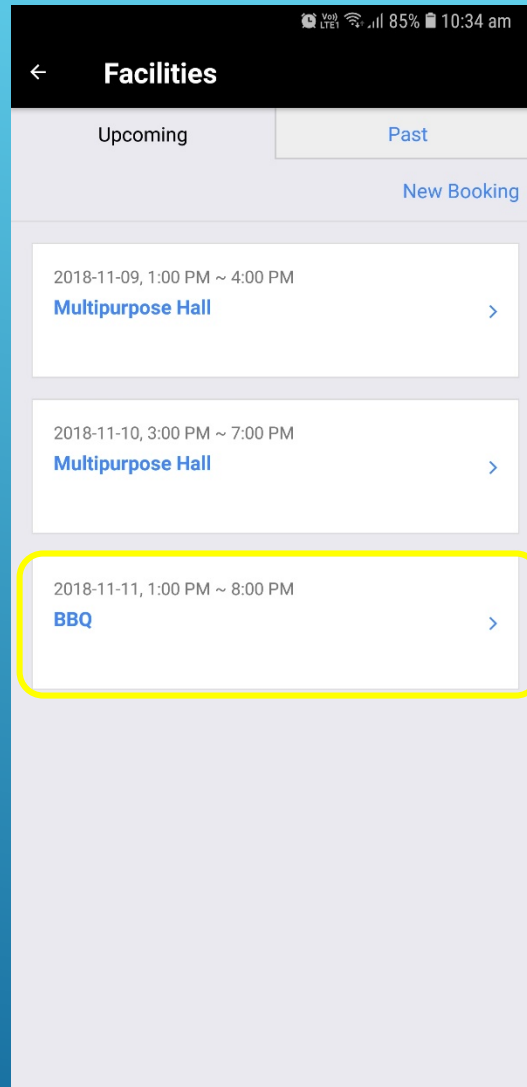 Vo)) LTE1 85% 10:34 am
Facilities
Upcoming Past
New Booking
2018-11-09, 1:00 PM ~ 4:00 PM
Multipurpose Hall
2018-11-10, 3:00 PM ~ 7:00 PM
Multipurpose Hall
2018-11-11, 1:00 PM ~ 8:00 PM
BBQ